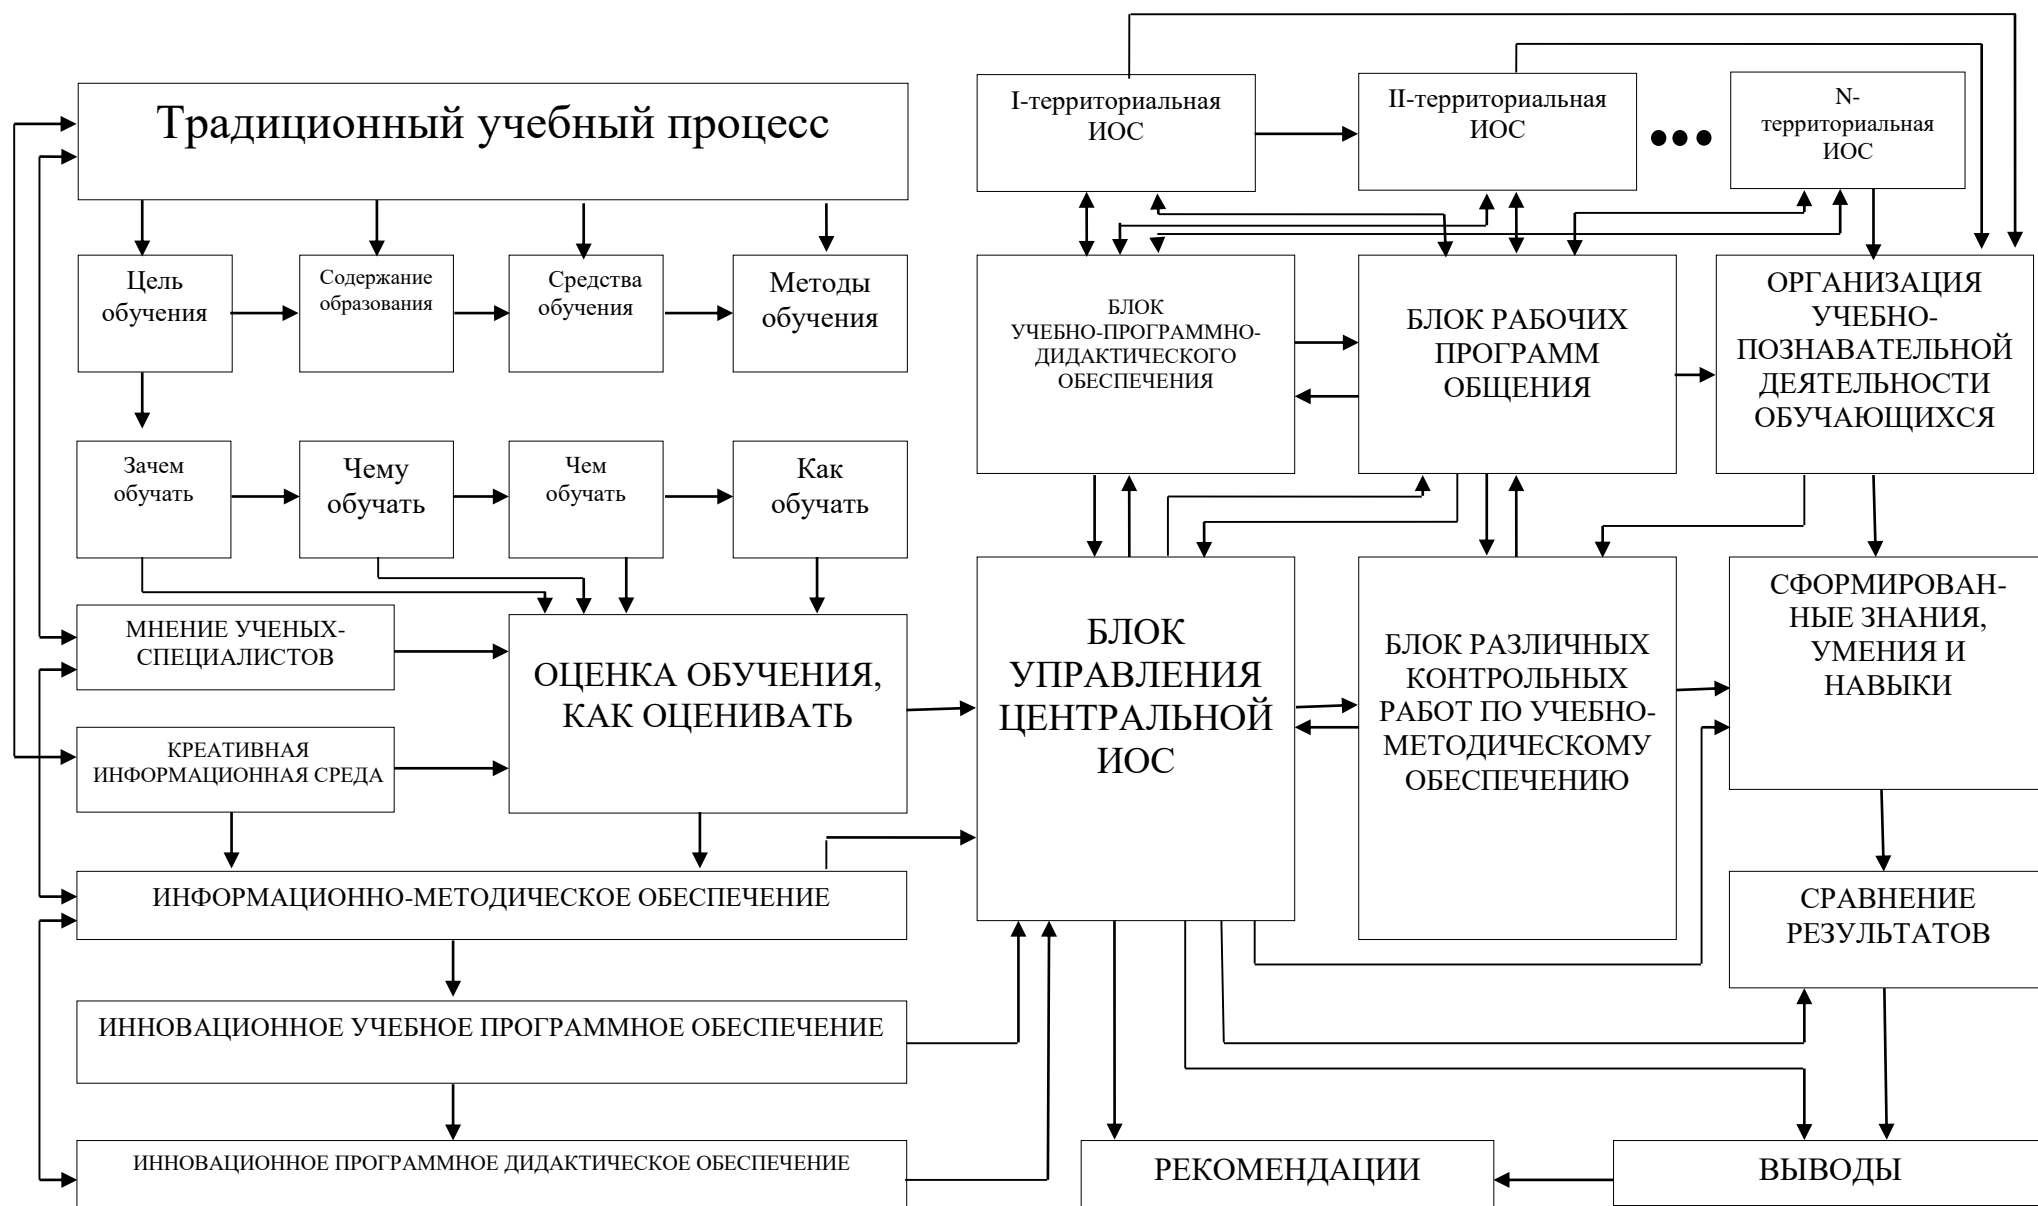 Традиционный учебный процесс
Цель
обучения
Содержание
образования
Средства
обучения
Методы
обучения
Зачем
обучать
Чему
обучать
Чем
обучать
Как
обучать
МНЕНИЕ УЧЕНЫХ-
СПЕЦИАЛИСТОВ
КРЕАТИВНАЯ
ИНФОРМАЦИОННАЯ СРЕДА
ОЦЕНКА ОБУЧЕНИЯ,
КАК ОЦЕНИВАТЬ
ИНФОРМАЦИОННО-МЕТОДИЧЕСКОЕ ОБЕСПЕЧЕНИЕ
ИННОВАЦИОННОЕ УЧЕБНОЕ ПРОГРАММНОЕ ОБЕСПЕЧЕНИЕ
ИННОВАЦИОННОЕ ПРОГРАММНОЕ ДИДАКТИЧЕСКОЕ ОБЕСПЕЧЕНИЕ
I-территориальная
ИОС
II-территориальная
ИОС
N-
территориальная
ИОС
БЛОК
УЧЕБНО-ПРОГРАММНО-
ДИДАКТИЧЕСКОГО
ОБЕСПЕЧЕНИЯ
БЛОК РАБОЧИХ
ПРОГРАММ
ОБЩЕНИЯ
ОРГАНИЗАЦИЯ
УЧЕБНО-
ПОЗНАВАТЕЛЬНОЙ
ДЕЯТЕЛЬНОСТИ
ОБУЧАЮЩИХСЯ
БЛОК
УПРАВЛЕНИЯ
ЦЕНТРАЛЬНОЙ
ИОС
БЛОК РАЗЛИЧНЫХ
КОНТРОЛЬНЫХ
РАБОТ ПО УЧЕБНО-
МЕТОДИЧЕСКОМУ
ОБЕСПЕЧЕНИЮ
СФОРМИРОВАН-
НЫЕ ЗНАНИЯ,
УМЕНИЯ И
НАВЫКИ
СРАВНЕНИЕ
РЕЗУЛЬТАТОВ
РЕКОМЕНДАЦИИ
ВЫВОДЫ